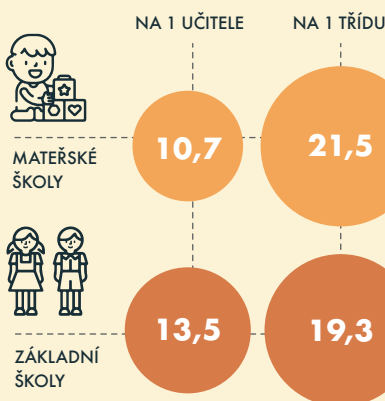 NA 1 UČITELE
NA 1 TŘÍDU
MATEŘSKÉ
ŠKOLY
10,7
21,5
ZÁKLADNÍ
ŠKOLY
13,5
19,3